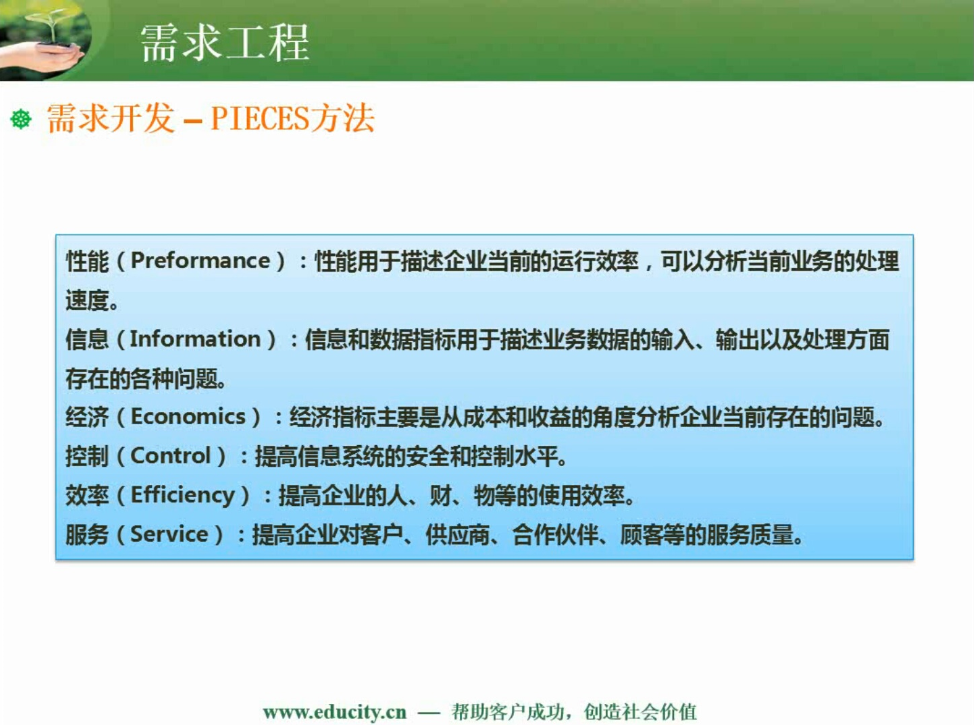 需求工程
需求开发 – PIECES方法
性能（Preformance）：性能用于描述企业当前的运行效率，可以分析当前业务的处理
速度。
信息（Information）：信息和数据指标用于描述业务数据的输入、输出以及处理方面
存在的各种问题。
经济（Economics）：经济指标主要是从成本和收益的角度分析企业当前存在的问题。
控制（Control）：提高信息系统的安全和控制水平。
效率（Efficiency）：提高企业的人、财、物等的使用效率。
服务（Service）：提高企业对客户、供应商、合作伙伴、顾客等的服务质量。
www.educity.cn — 帮助客户成功，创造社会价值